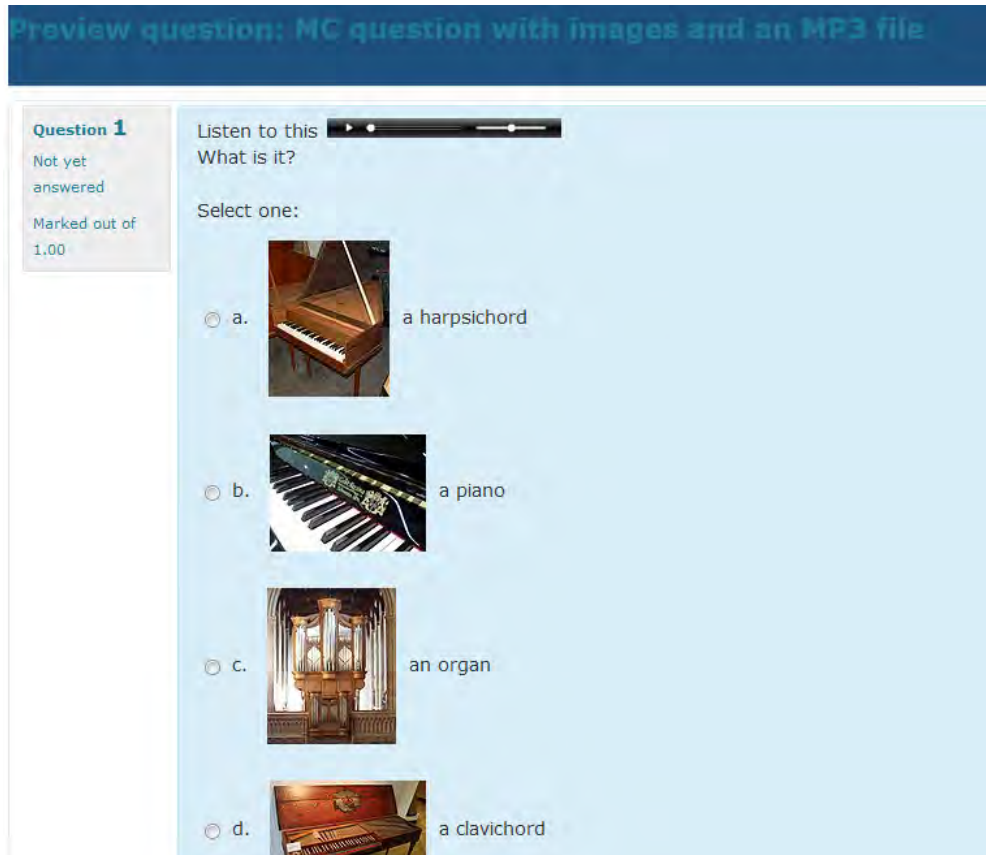 Preview question: MC question with images and an MP3 file
Question 1
Not yet
answered
Marked out of
1.00
Listen to this
What is it?
Select one:
a. a harpsichord
b. a piano
c. an organ
d. a clavichord